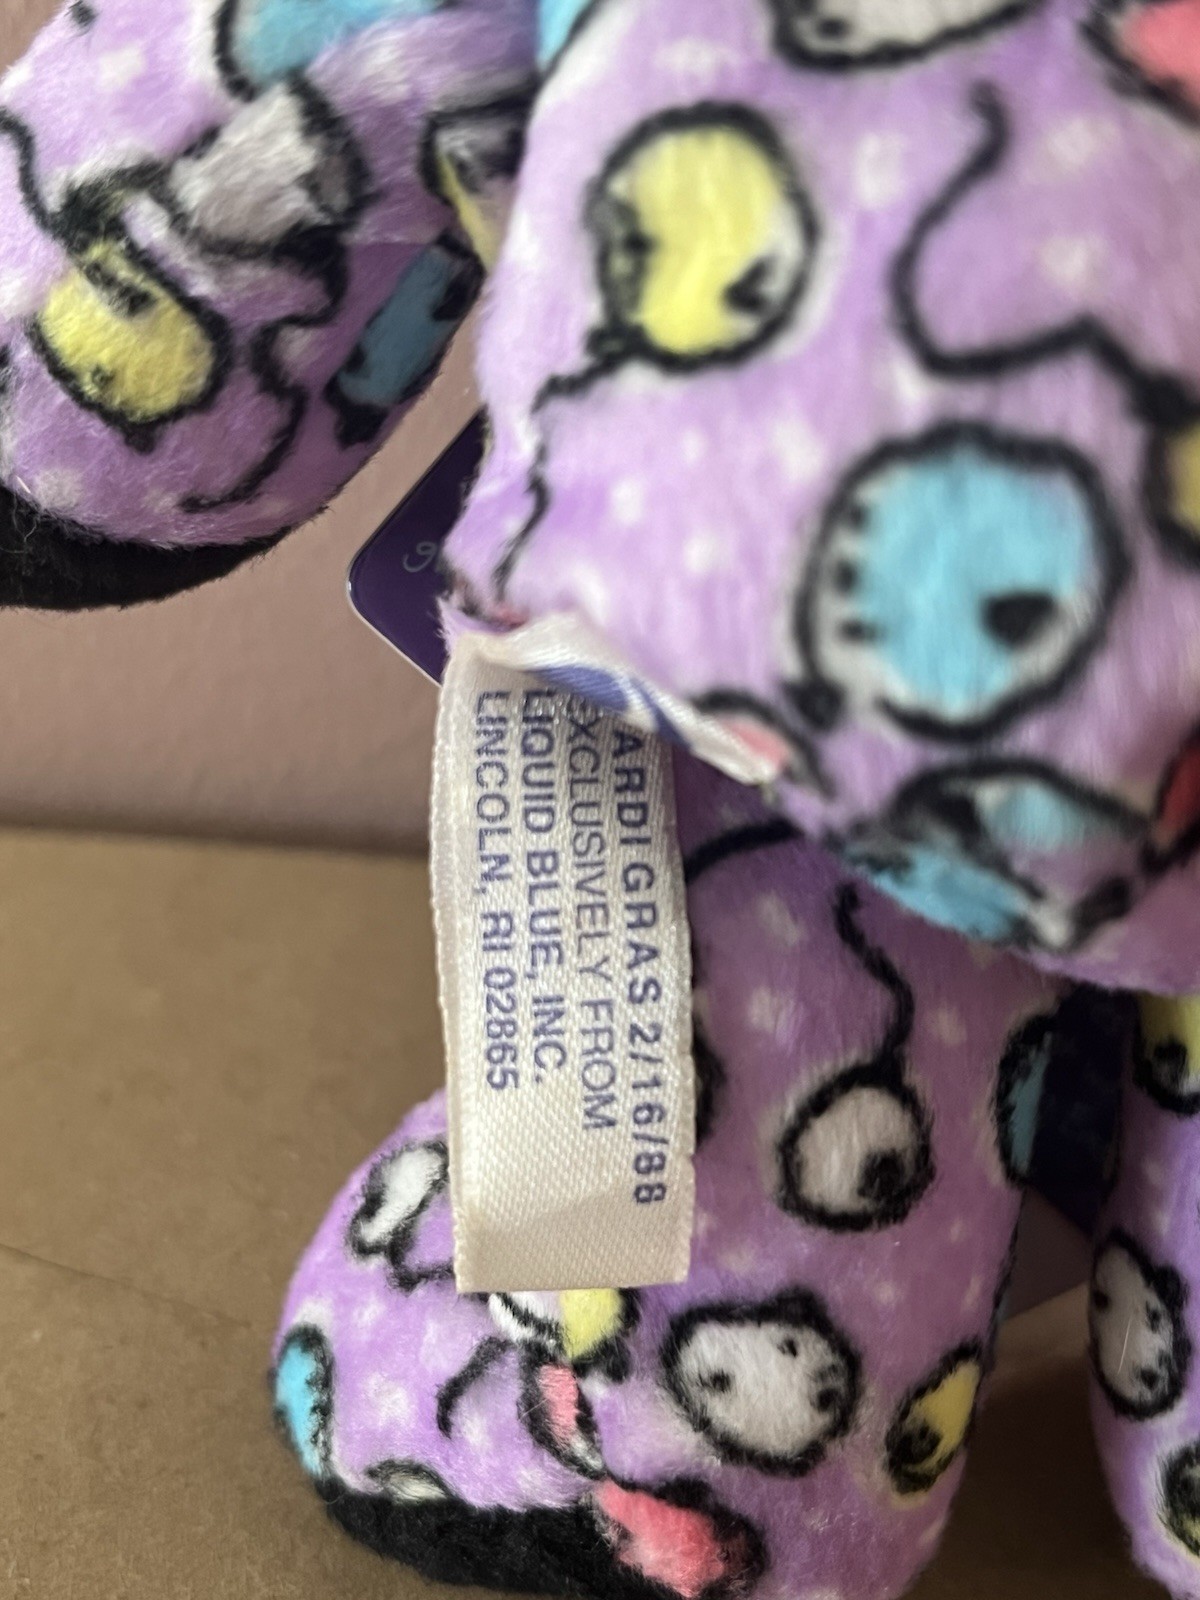 ARDI GRAS 2/16/88
EXCLUSIVELY FROM
LIQUID BLUE, INC.
LINCOLN, RI 02865